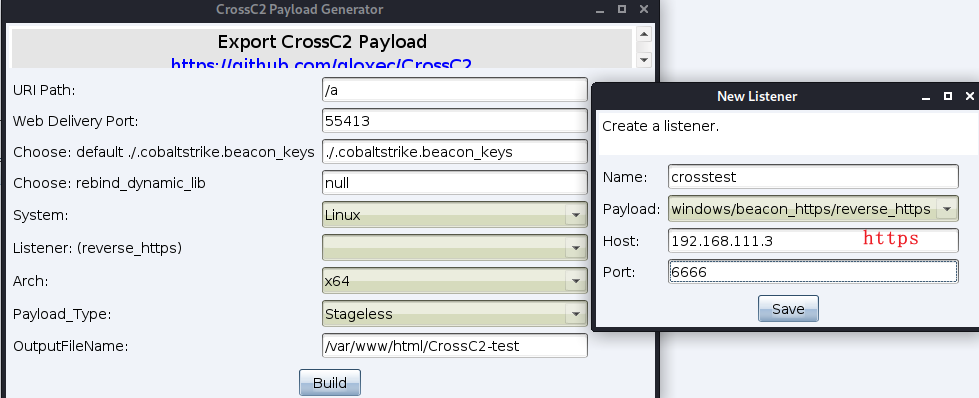 CrossC2 Payload Generator
Export CrossC2 Payload
https://github.com/gloxec/CrossC2
URI Path: /a
Web Delivery Port: 55413
Choose: default ./.cobaltstrike.beacon_keys ./.cobaltstrike.beacon_keys
Choose: rebind_dynamic_lib null
System: Linux
Listener: (reverse_https)
Arch: x64
Payload_Type: Stageless
OutputFileName: /var/www/html/CrossC2-test
Build
New Listener
Create a listener.
Name: crosstest
Payload: windows/beacon_https/reverse_https
Host: 192.168.111.3 https
Port: 6666
Save